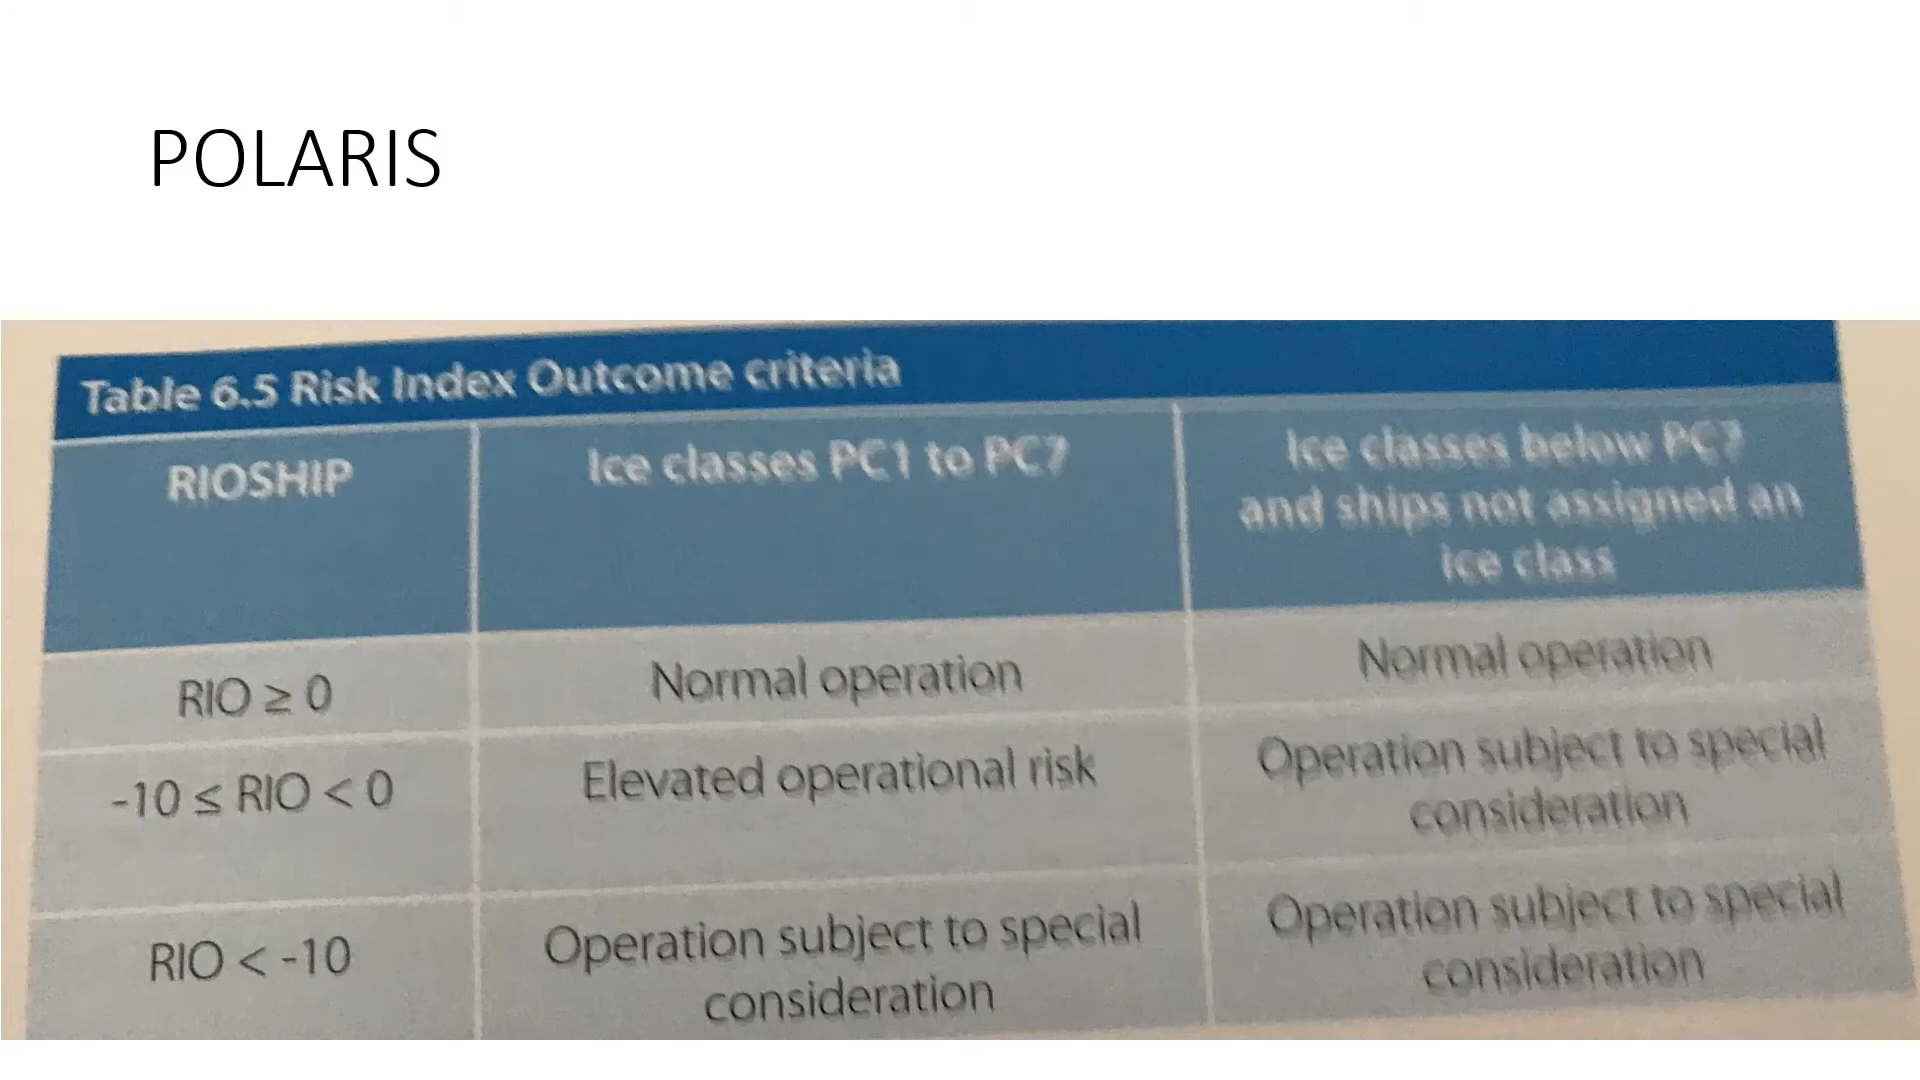 POLARIS
Table 6.5 Risk Index Outcome criteria
RIOSHIP
Ice classes PC1 to PC7
Ice classes below PC7
and ships not assigned an
ice class
RIO ≥ 0
Normal operation
Normal operation
-10 ≤ RIO < 0
Elevated operational risk
Operation subject to special
consideration
RIO < -10
Operation subject to special
consideration
Operation subject to special
consideration